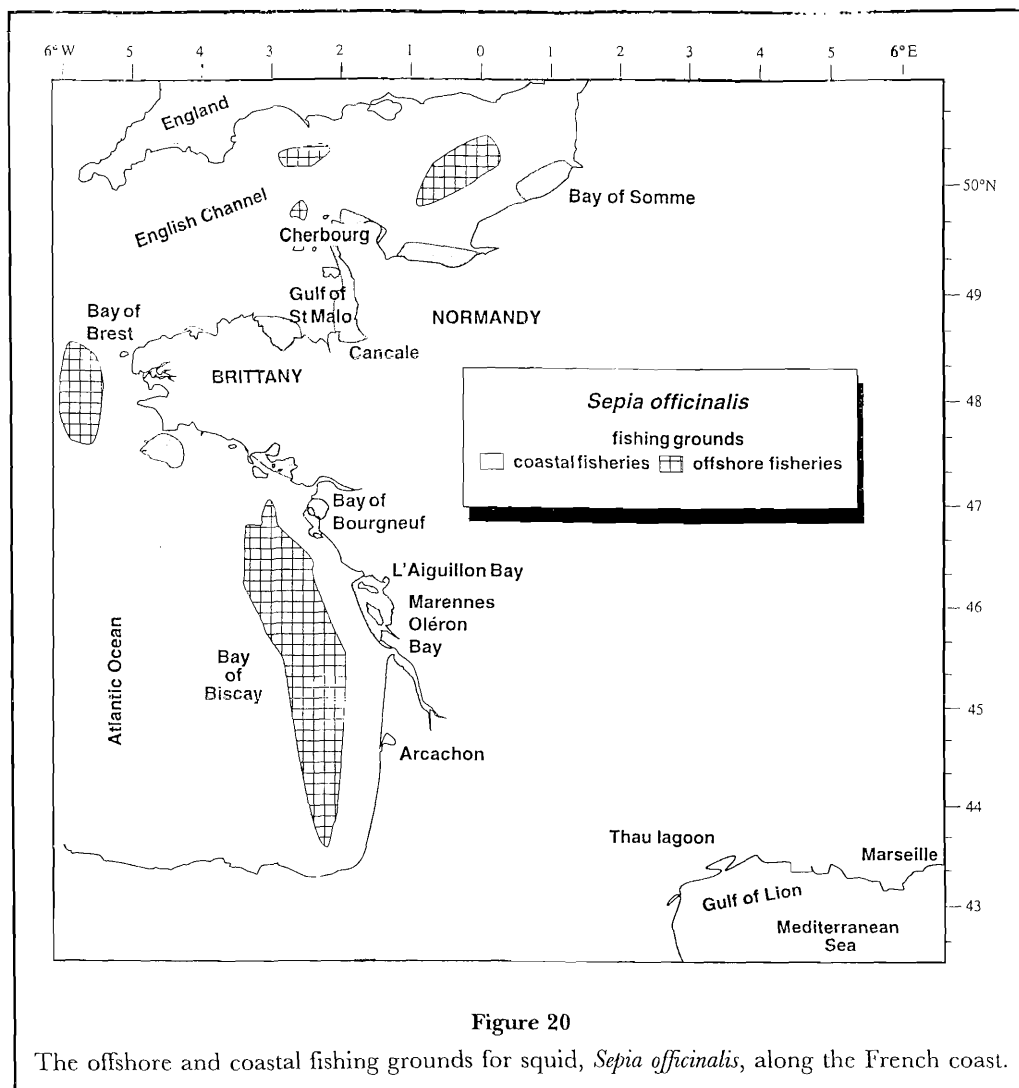 6° W 5 4 3 2 1 0 1 2 3 4 5 6° E
England
50°N
Bay of Somme
English Channel
Cherbourg
49
Gulf of
St Malo
NORMANDY
Bay of
Brest
Cancale
BRITTANY
48
Sepia officinalis
fishing grounds
coastal fisheries offshore fisheries
47
Bay of
Bourgneuf
L'Aiguillon Bay
46
Marennes
Oléron
Bay
Atlantic Ocean
Bay
of
Biscay
45
Arcachon
44
Thau lagoon
Marseille
43
Gulf of Lion
Mediterranean
Sea
Figure 20
The offshore and coastal fishing grounds for squid, Sepia officinalis, along the French coast.